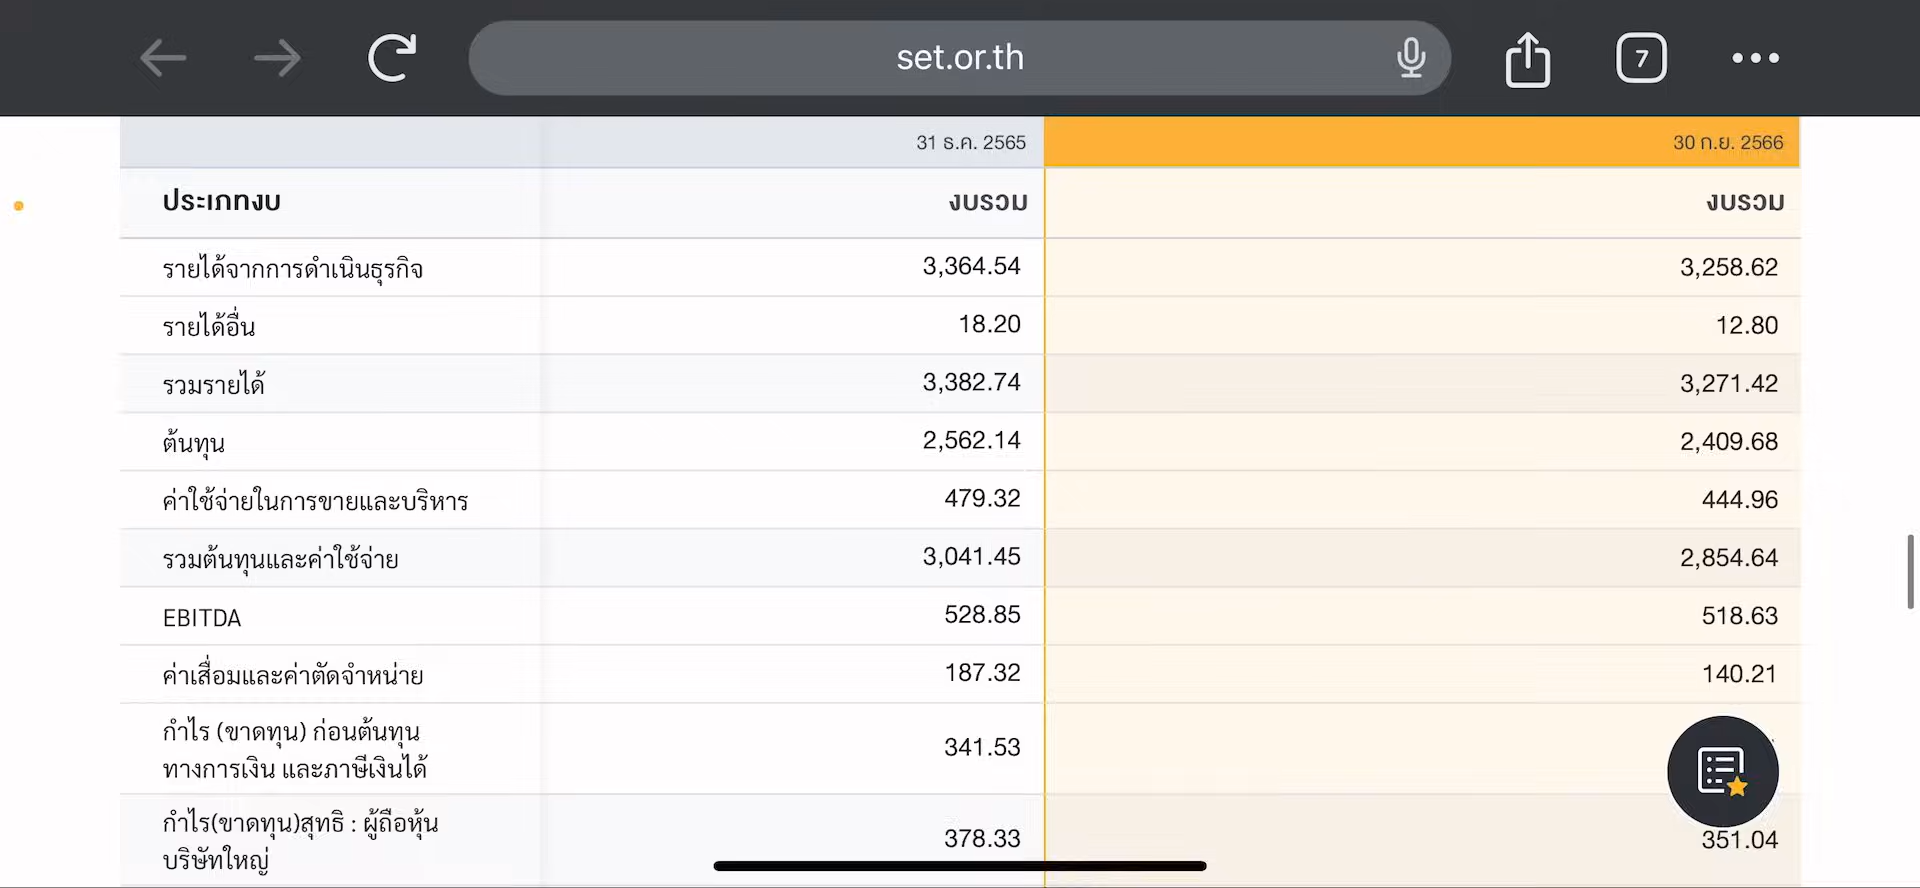 set.or.th
7
31 ธ.ค. 2565 30 ก.ย. 2566
ประเภทงบ งบรวม งบรวม
รายได้จากการดำเนินธุรกิจ 3,364.54 3,258.62
รายได้อื่น 18.20 12.80
รวมรายได้ 3,382.74 3,271.42
ต้นทุน 2,562.14 2,409.68
ค่าใช้จ่ายในการขายและบริหาร 479.32 444.96
รวมต้นทุนและค่าใช้จ่าย 3,041.45 2,854.64
EBITDA 528.85 518.63
ค่าเสื่อมและค่าตัดจำหน่าย 187.32 140.21
กำไร (ขาดทุน) ก่อนต้นทุน
ทางการเงิน และภาษีเงินได้ 341.53
กำไร(ขาดทุน)สุทธิ : ผู้ถือหุ้น
บริษัทใหญ่ 378.33 351.04